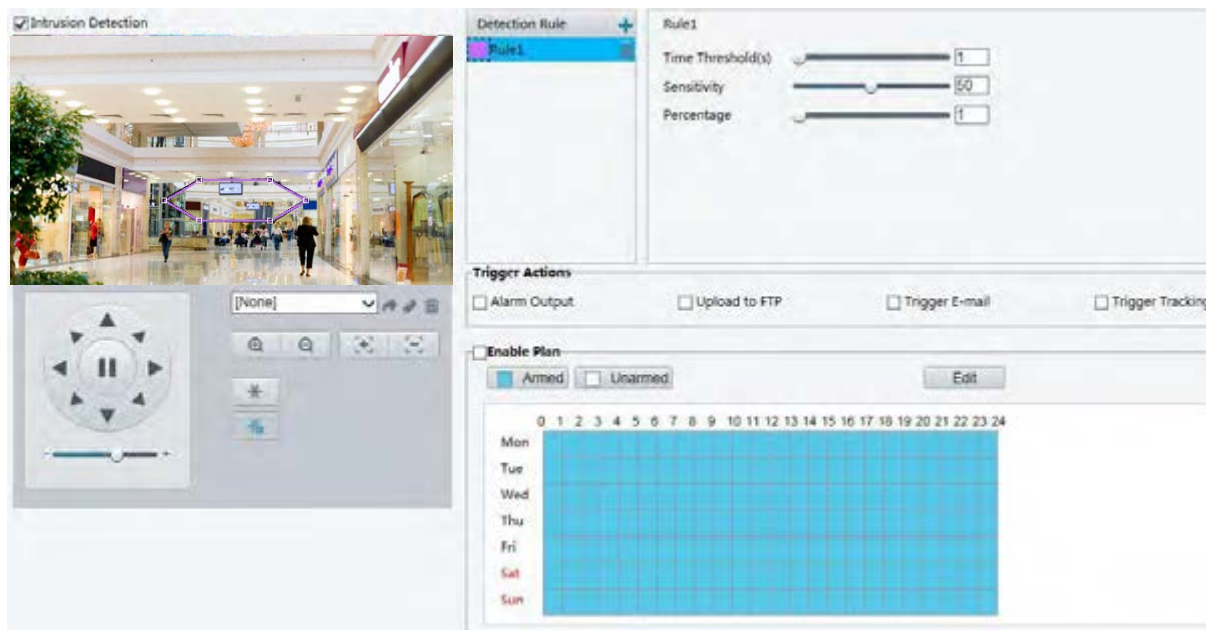 Intrusion Detection
Detection Rule
Rule1
Rule1
Time Threshold(s) 1
Sensitivity 50
Percentage 1
Trigger Actions
Alarm Output Upload to FTP Trigger E-mail Trigger Tracking
[None]
Enable Plan
Armed Unarmed Edit
0 1 2 3 4 5 6 7 8 9 10 11 12 13 14 15 16 17 18 19 20 21 22 23 24
Mon
Tue
Wed
Thu
Fri
Sat
Sun